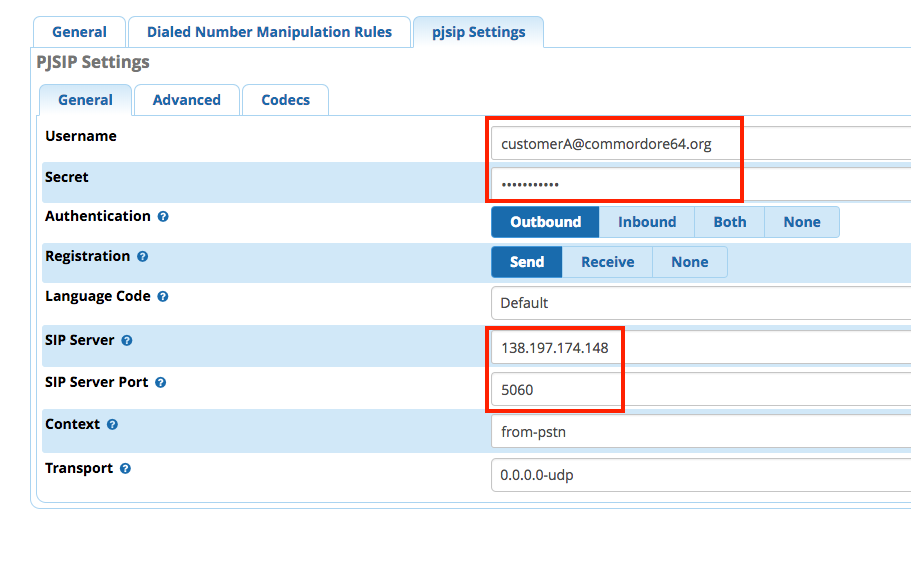 General Dialed Number Manipulation Rules pjsip Settings
PJSIP Settings
General Advanced Codecs
Username customerA@commordore64.org
Secret •••••••••••
Authentication ? Outbound Inbound Both None
Registration ? Send Receive None
Language Code ? Default
SIP Server ? 138.197.174.148
SIP Server Port ? 5060
Context ? from-pstn
Transport ? 0.0.0.0-udp